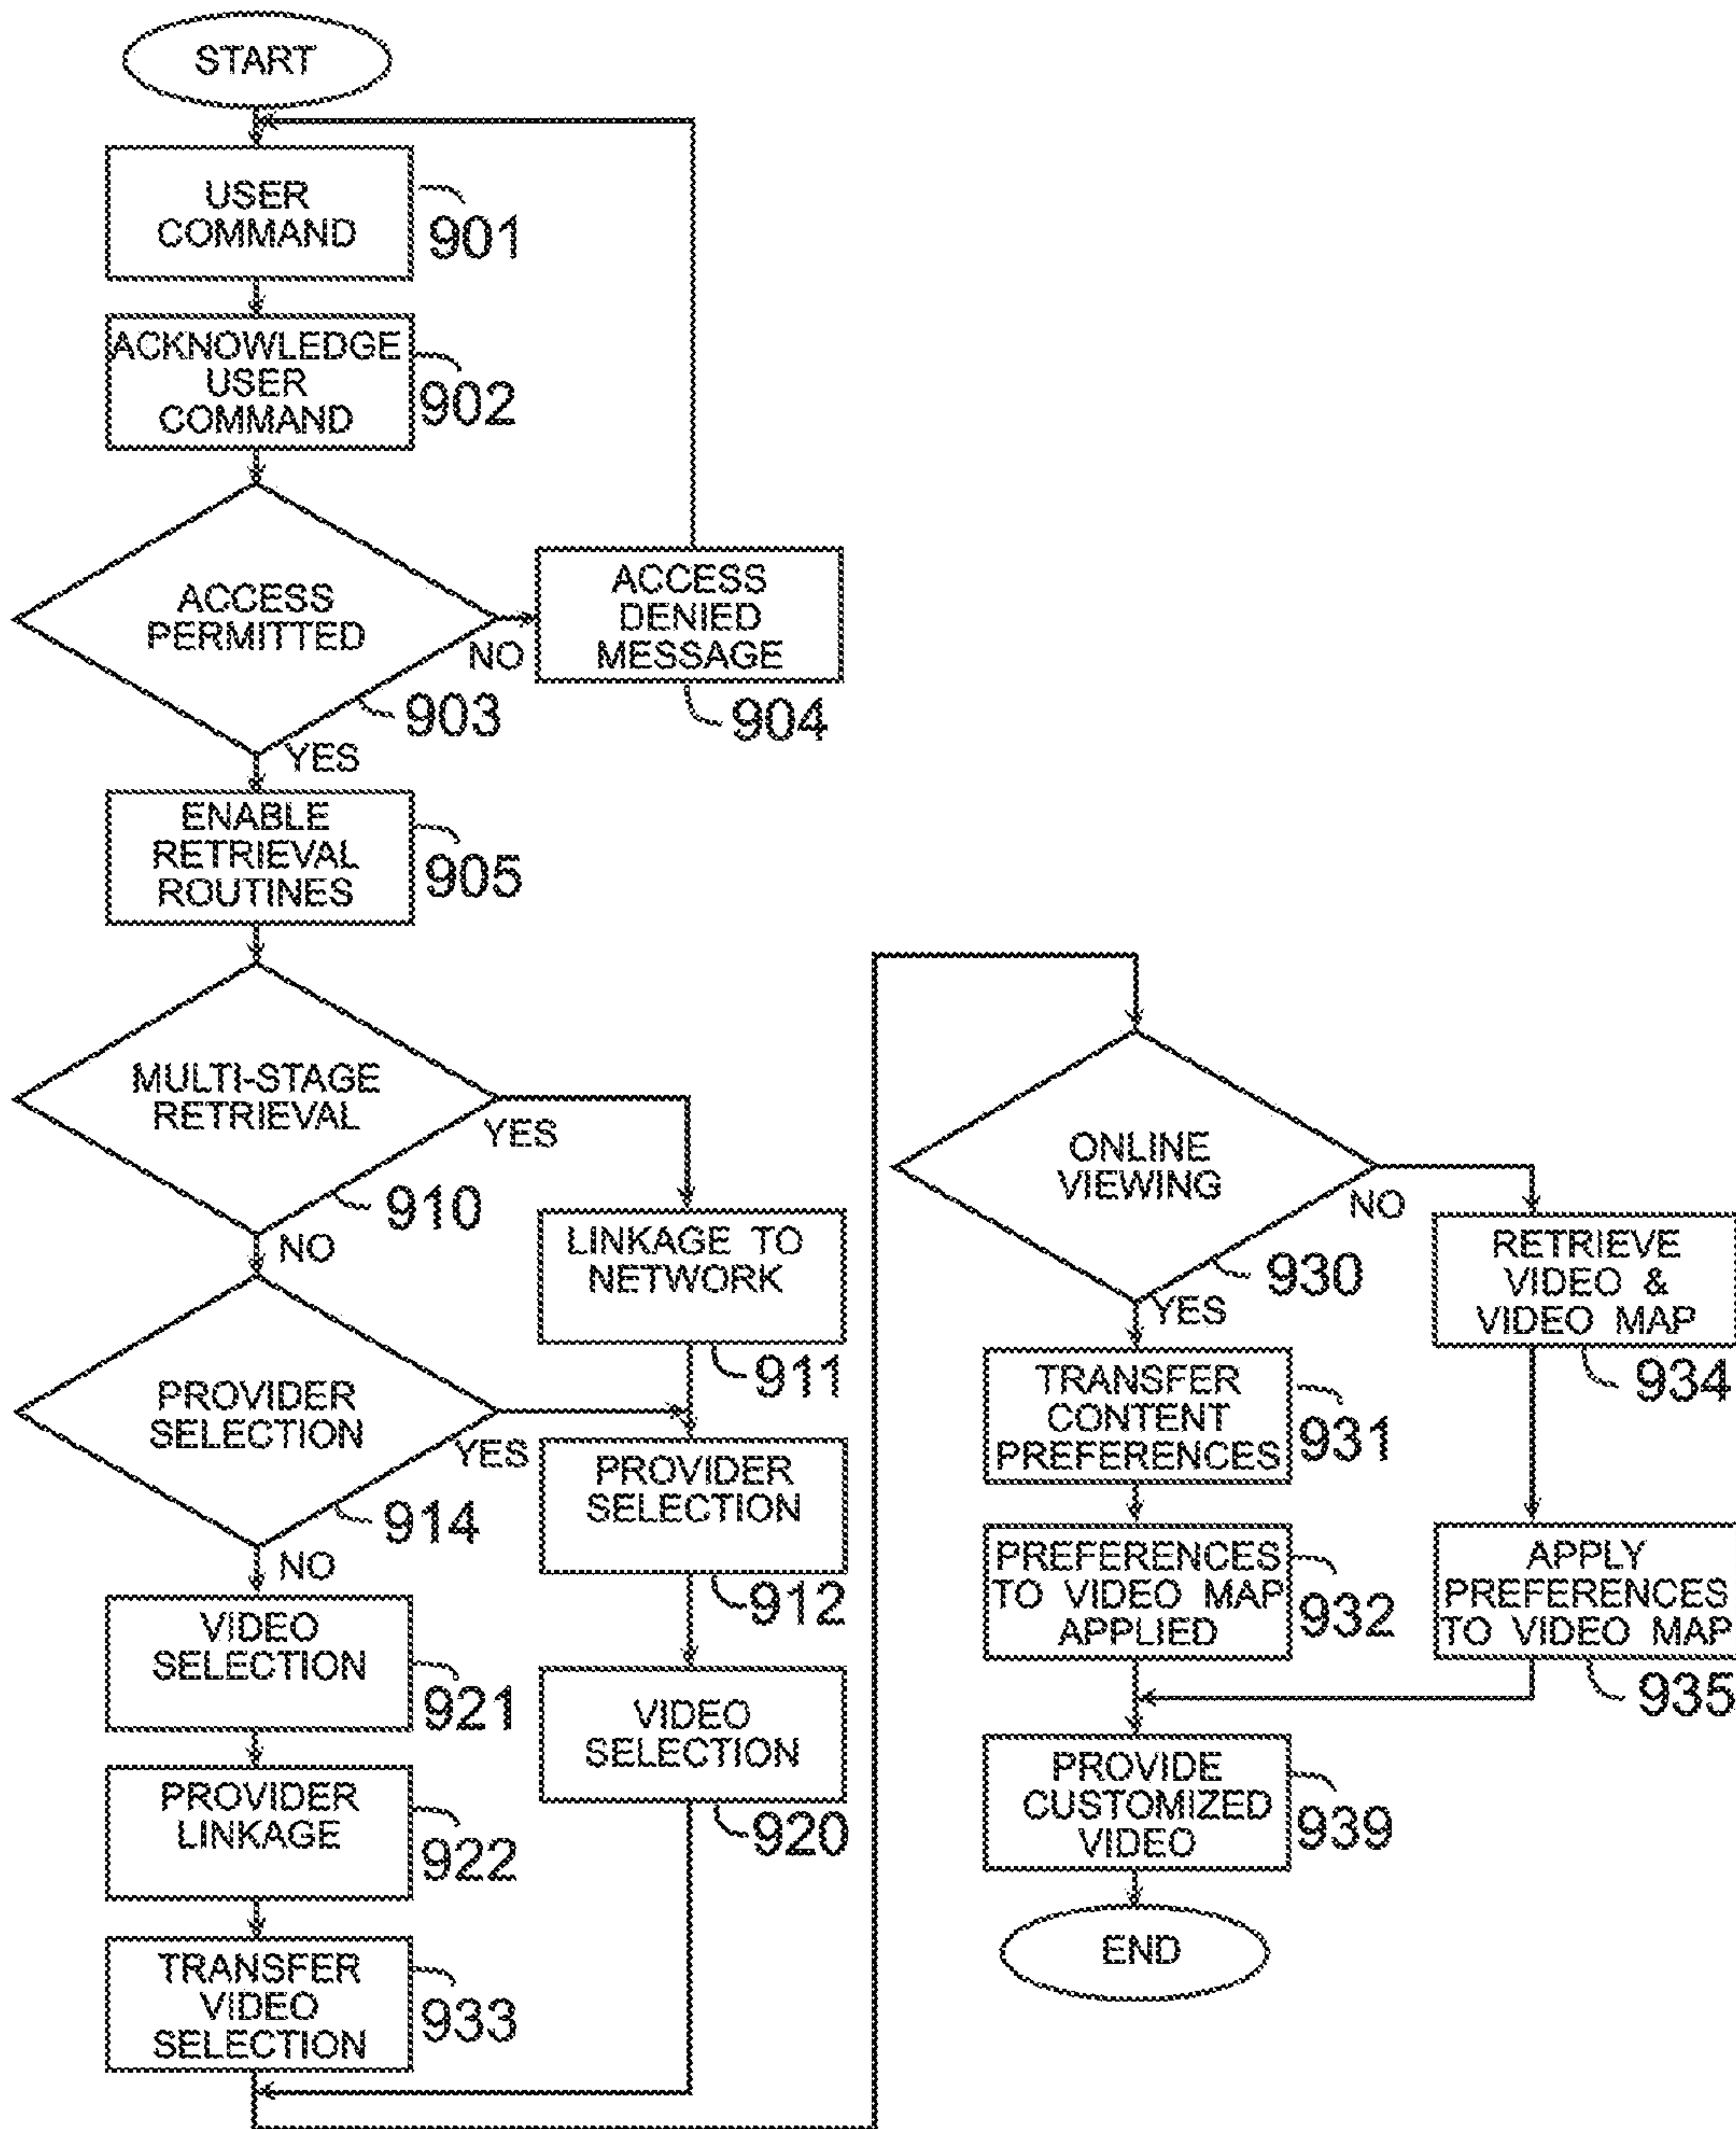 START
USER
COMMAND
901
ACKNOWLEDGE
USER
COMMAND
902
ACCESS
PERMITTED
903
NO
ACCESS
DENIED
MESSAGE
904
YES
ENABLE
RETRIEVAL
ROUTINES
905
MULTI-STAGE
RETRIEVAL
910
YES
LINKAGE TO
NETWORK
911
NO
PROVIDER
SELECTION
914
YES
PROVIDER
SELECTION
912
NO
VIDEO
SELECTION
921
VIDEO
SELECTION
920
PROVIDER
LINKAGE
922
TRANSFER
VIDEO
SELECTION
933
ONLINE
VIEWING
930
NO
RETRIEVE
VIDEO &
VIDEO MAP
934
YES
TRANSFER
CONTENT
PREFERENCES
931
PREFERENCES
TO VIDEO MAP
APPLIED
932
APPLY
PREFERENCES
TO VIDEO MAP
935
PROVIDE
CUSTOMIZED
VIDEO
939
END